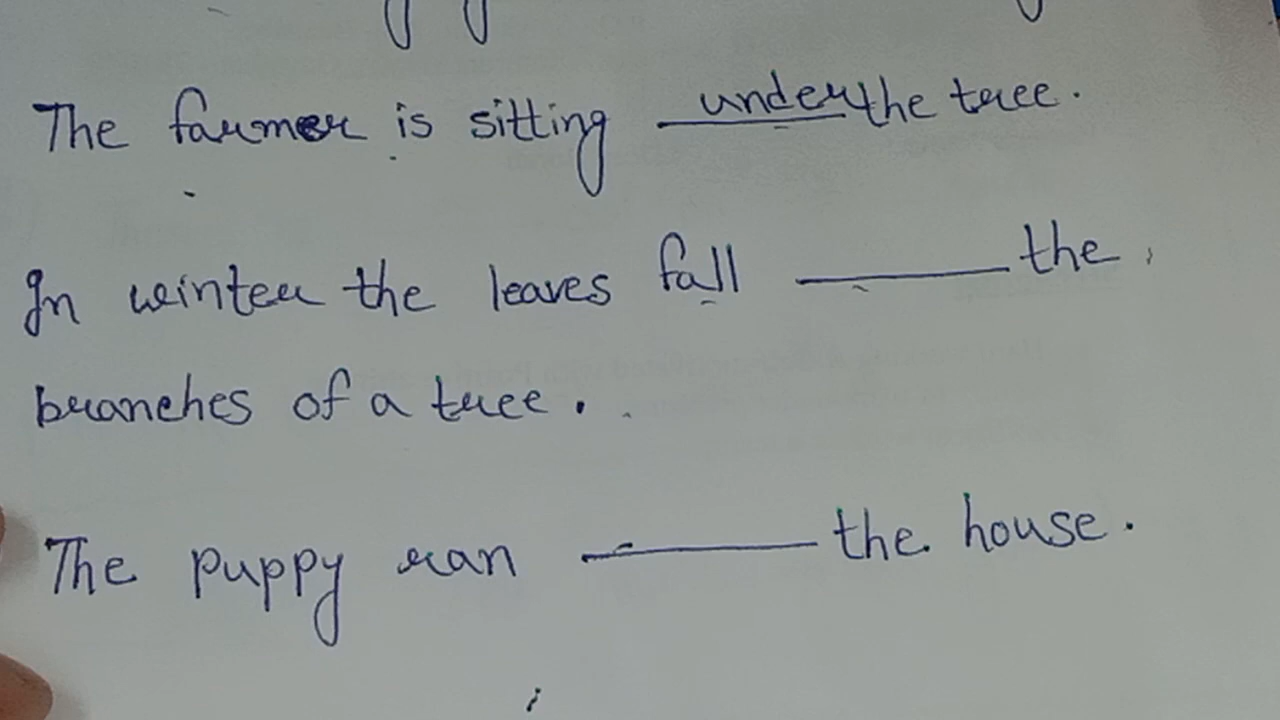 The farmer is sitting under the tree.
In winter the leaves fall ______ the
branches of a tree.
The puppy ran ______ the house.